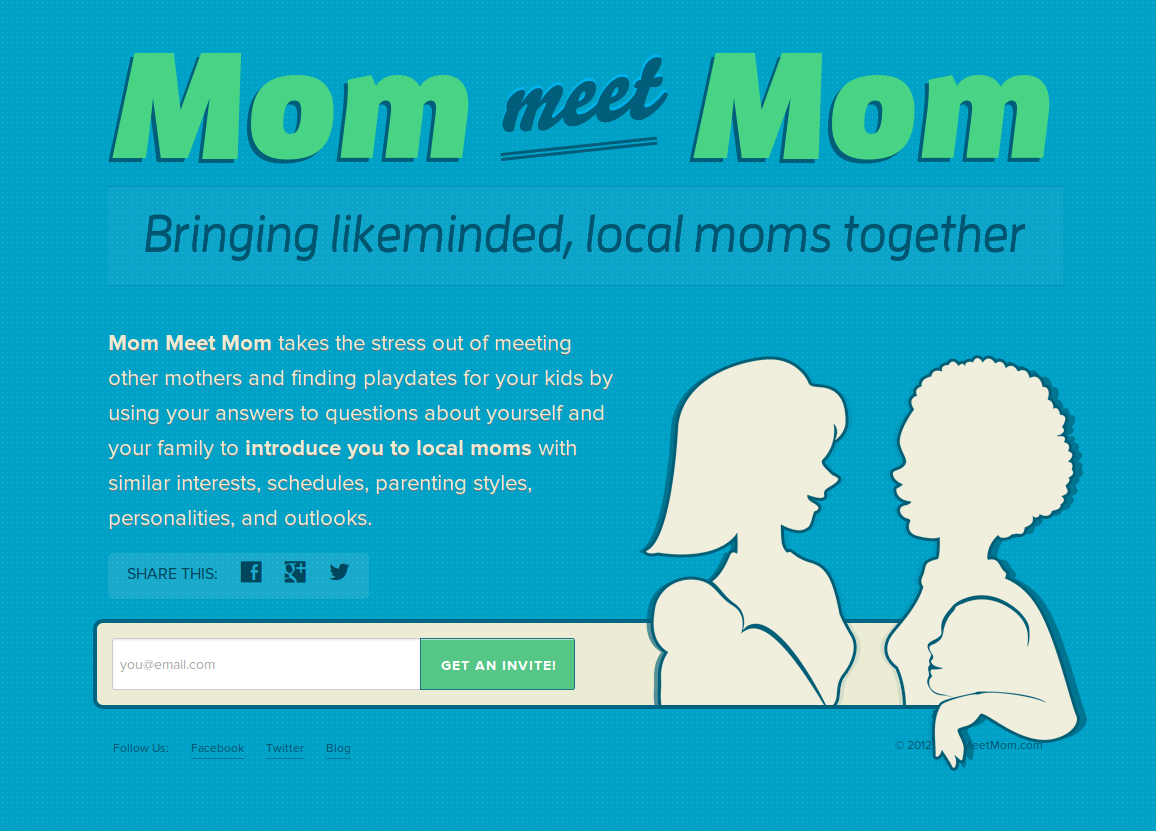 Mom meet Mom
Bringing likeminded, local moms together
Mom Meet Mom takes the stress out of meeting
other mothers and finding playdates for your kids by
using your answers to questions about yourself and
your family to introduce you to local moms with
similar interests, schedules, parenting styles,
personalities, and outlooks.
SHARE THIS:
you@email.com GET AN INVITE!
Follow Us: Facebook Twitter Blog © 2012 MeetMom.com